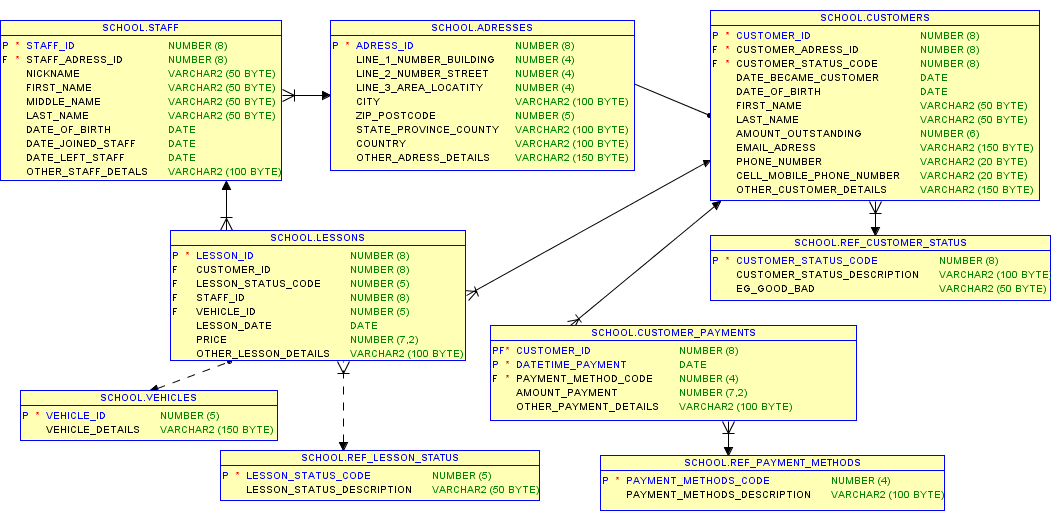 SCHOOL.STAFF
P * STAFF_ID NUMBER (8)
F * STAFF_ADRESS_ID NUMBER (8)
NICKNAME VARCHAR2 (50 BYTE)
FIRST_NAME VARCHAR2 (50 BYTE)
MIDDLE_NAME VARCHAR2 (50 BYTE)
LAST_NAME VARCHAR2 (50 BYTE)
DATE_OF_BIRTH DATE
DATE_JOINED_STAFF DATE
DATE_LEFT_STAFF DATE
OTHER_STAFF_DETALS VARCHAR2 (100 BYTE)
SCHOOL.ADRESSES
P * ADRESS_ID NUMBER (8)
LINE_1_NUMBER_BUILDING NUMBER (4)
LINE_2_NUMBER_STREET NUMBER (4)
LINE_3_AREA_LOCATITY NUMBER (4)
CITY VARCHAR2 (100 BYTE)
ZIP_POSTCODE NUMBER (5)
STATE_PROVINCE_COUNTY VARCHAR2 (100 BYTE)
COUNTRY VARCHAR2 (100 BYTE)
OTHER_ADRESS_DETAILS VARCHAR2 (150 BYTE)
SCHOOL.CUSTOMERS
P * CUSTOMER_ID NUMBER (8)
F * CUSTOMER_ADRESS_ID NUMBER (8)
F * CUSTOMER_STATUS_CODE NUMBER (8)
DATE_BECAME_CUSTOMER DATE
DATE_OF_BIRTH DATE
FIRST_NAME VARCHAR2 (50 BYTE)
LAST_NAME VARCHAR2 (50 BYTE)
AMOUNT_OUTSTANDING NUMBER (6)
EMAIL_ADRESS VARCHAR2 (150 BYTE)
PHONE_NUMBER VARCHAR2 (20 BYTE)
CELL_MOBILE_PHONE_NUMBER VARCHAR2 (20 BYTE)
OTHER_CUSTOMER_DETAILS VARCHAR2 (150 BYTE)
SCHOOL.LESSONS
P * LESSON_ID NUMBER (8)
F CUSTOMER_ID NUMBER (8)
F LESSON_STATUS_CODE NUMBER (5)
F STAFF_ID NUMBER (8)
F VEHICLE_ID NUMBER (5)
LESSON_DATE DATE
PRICE NUMBER (7,2)
OTHER_LESSON_DETAILS VARCHAR2 (100 BYTE)
SCHOOL.REF_CUSTOMER_STATUS
P * CUSTOMER_STATUS_CODE NUMBER (8)
CUSTOMER_STATUS_DESCRIPTION VARCHAR2 (100 BYTE
EG_GOOD_BAD VARCHAR2 (50 BYTE)
SCHOOL.CUSTOMER_PAYMENTS
PF* CUSTOMER_ID NUMBER (8)
P * DATETIME_PAYMENT DATE
F * PAYMENT_METHOD_CODE NUMBER (4)
AMOUNT_PAYMENT NUMBER (7,2)
OTHER_PAYMENT_DETAILS VARCHAR2 (100 BYTE)
SCHOOL.VEHICLES
P * VEHICLE_ID NUMBER (5)
VEHICLE_DETAILS VARCHAR2 (150 BYTE)
SCHOOL.REF_LESSON_STATUS
P * LESSON_STATUS_CODE NUMBER (5)
LESSON_STATUS_DESCRIPTION VARCHAR2 (50 BYTE)
SCHOOL.REF_PAYMENT_METHODS
P * PAYMENT_METHODS_CODE NUMBER (4)
PAYMENT_METHODS_DESCRIPTION VARCHAR2 (100 BYTE)